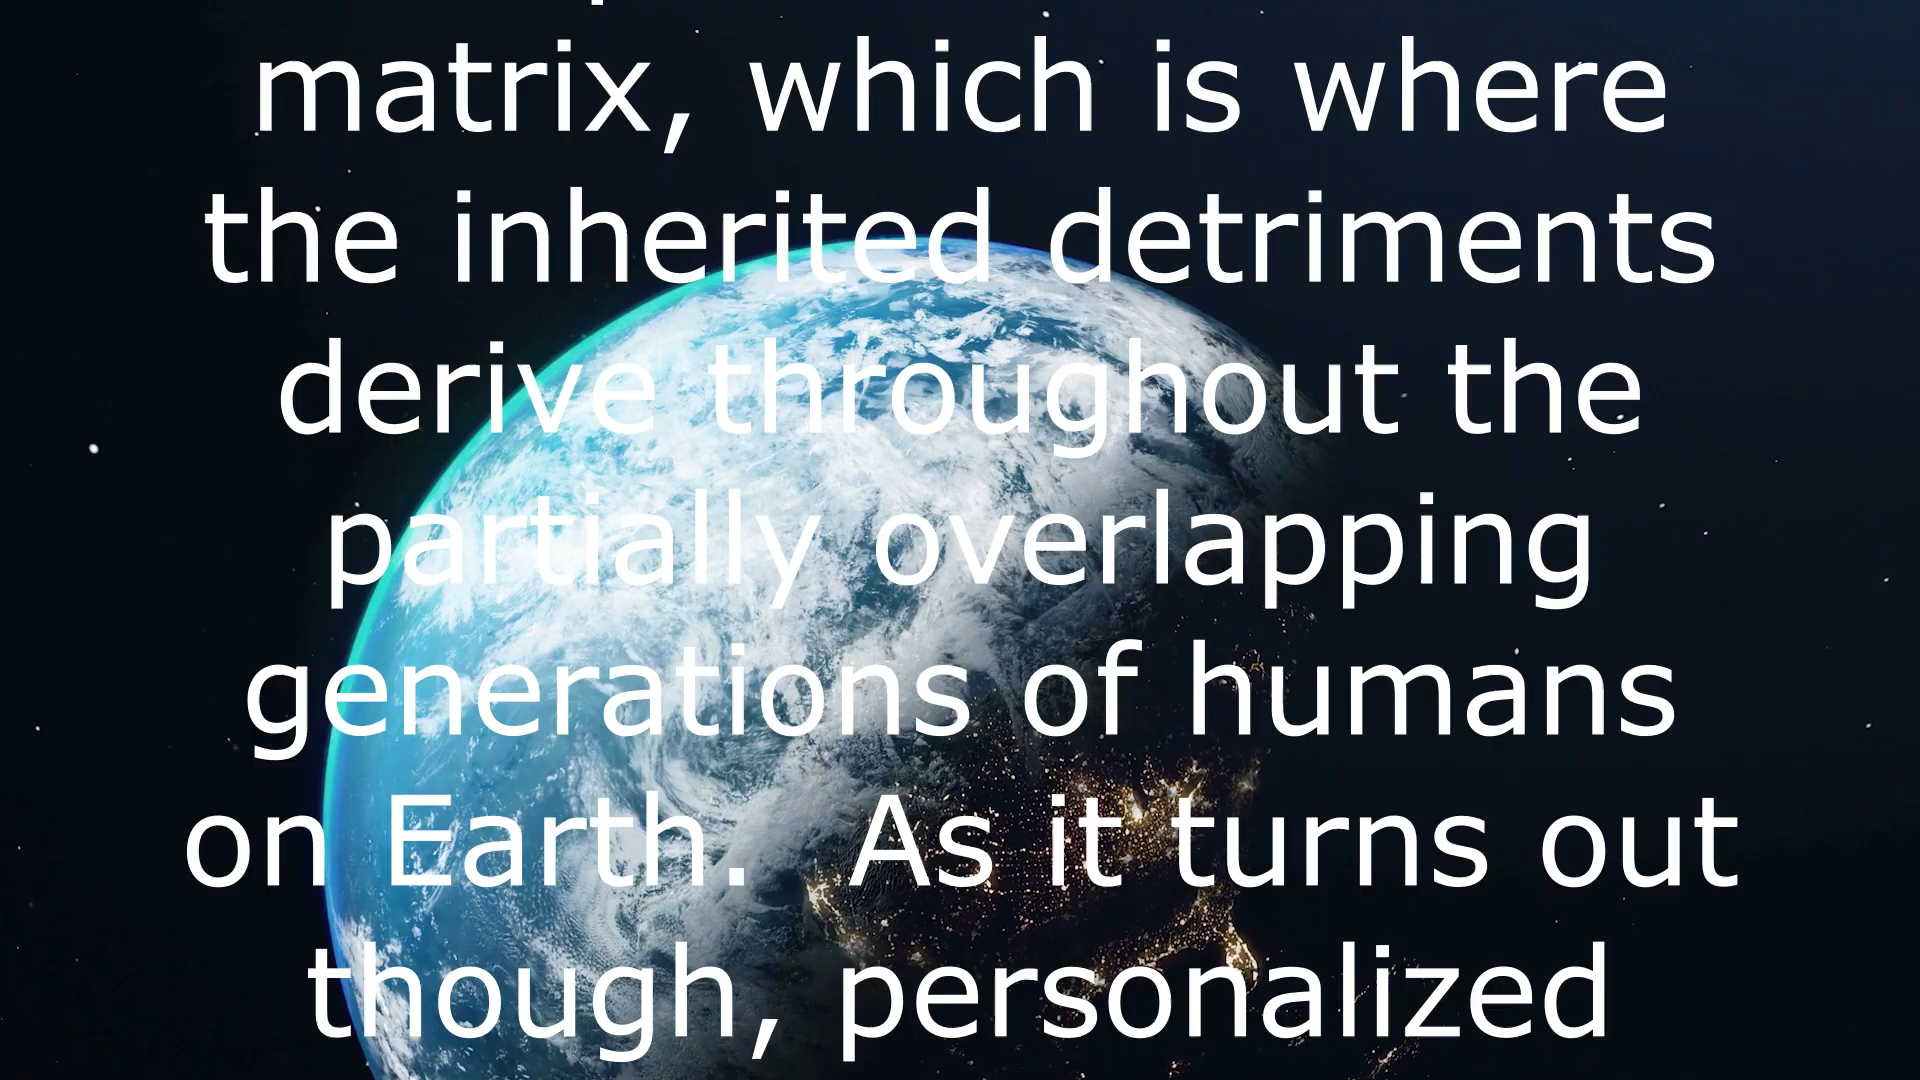 matrix, which is where
the inherited detriments
derive throughout the
partially overlapping
generations of humans
on Earth.  As it turns out
though, personalized